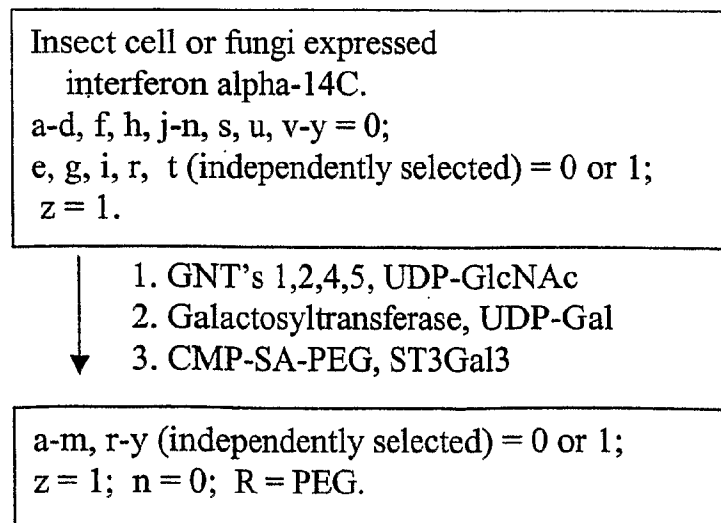 Insect cell or fungi expressed
interferon alpha-14C.
a-d, f, h, j-n, s, u, v-y = 0;
e, g, i, r, t (independently selected) = 0 or 1;
z = 1.
1. GNT's 1,2,4,5, UDP-GlcNAc
2. Galactosyltransferase, UDP-Gal
3. CMP-SA-PEG, ST3Gal3
a-m, r-y (independently selected) = 0 or 1;
z = 1; n = 0; R = PEG.